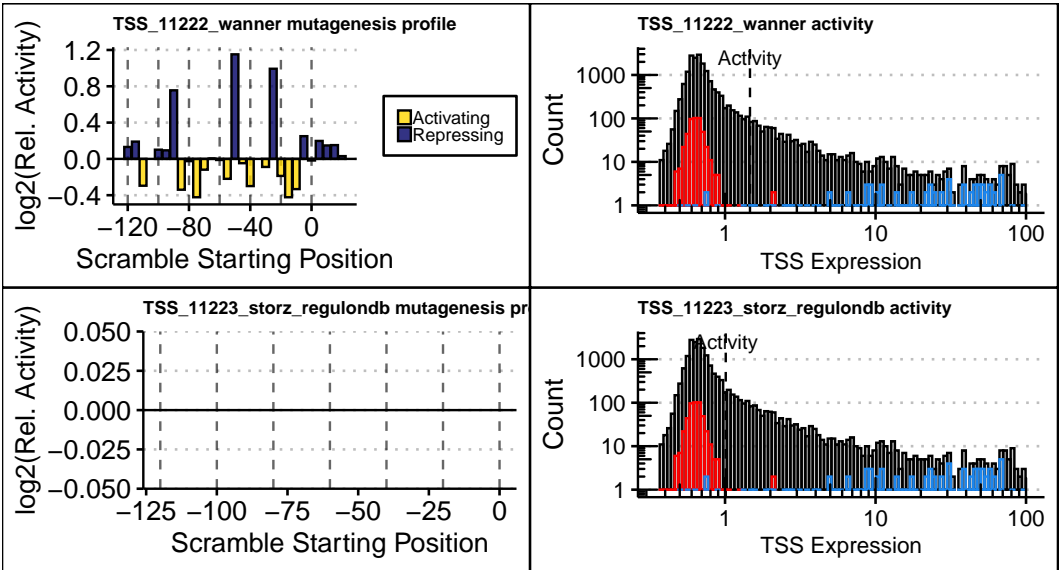 TSS_11222_wanner mutagenesis profile
log2(Rel. Activity)
1.2
0.8
0.4
0.0
−0.4
−120
−80
−40
0
Scramble Starting Position
Activating
Repressing
TSS_11222_wanner activity
Activity
Count
1000
100
10
1
1
10
100
TSS Expression
TSS_11223_storz_regulondb mutagenesis pr
log2(Rel. Activity)
0.050
0.025
0.000
−0.025
−0.050
−125
−100
−75
−50
−25
0
Scramble Starting Position
TSS_11223_storz_regulondb activity
Activity
Count
1000
100
10
1
1
10
100
TSS Expression